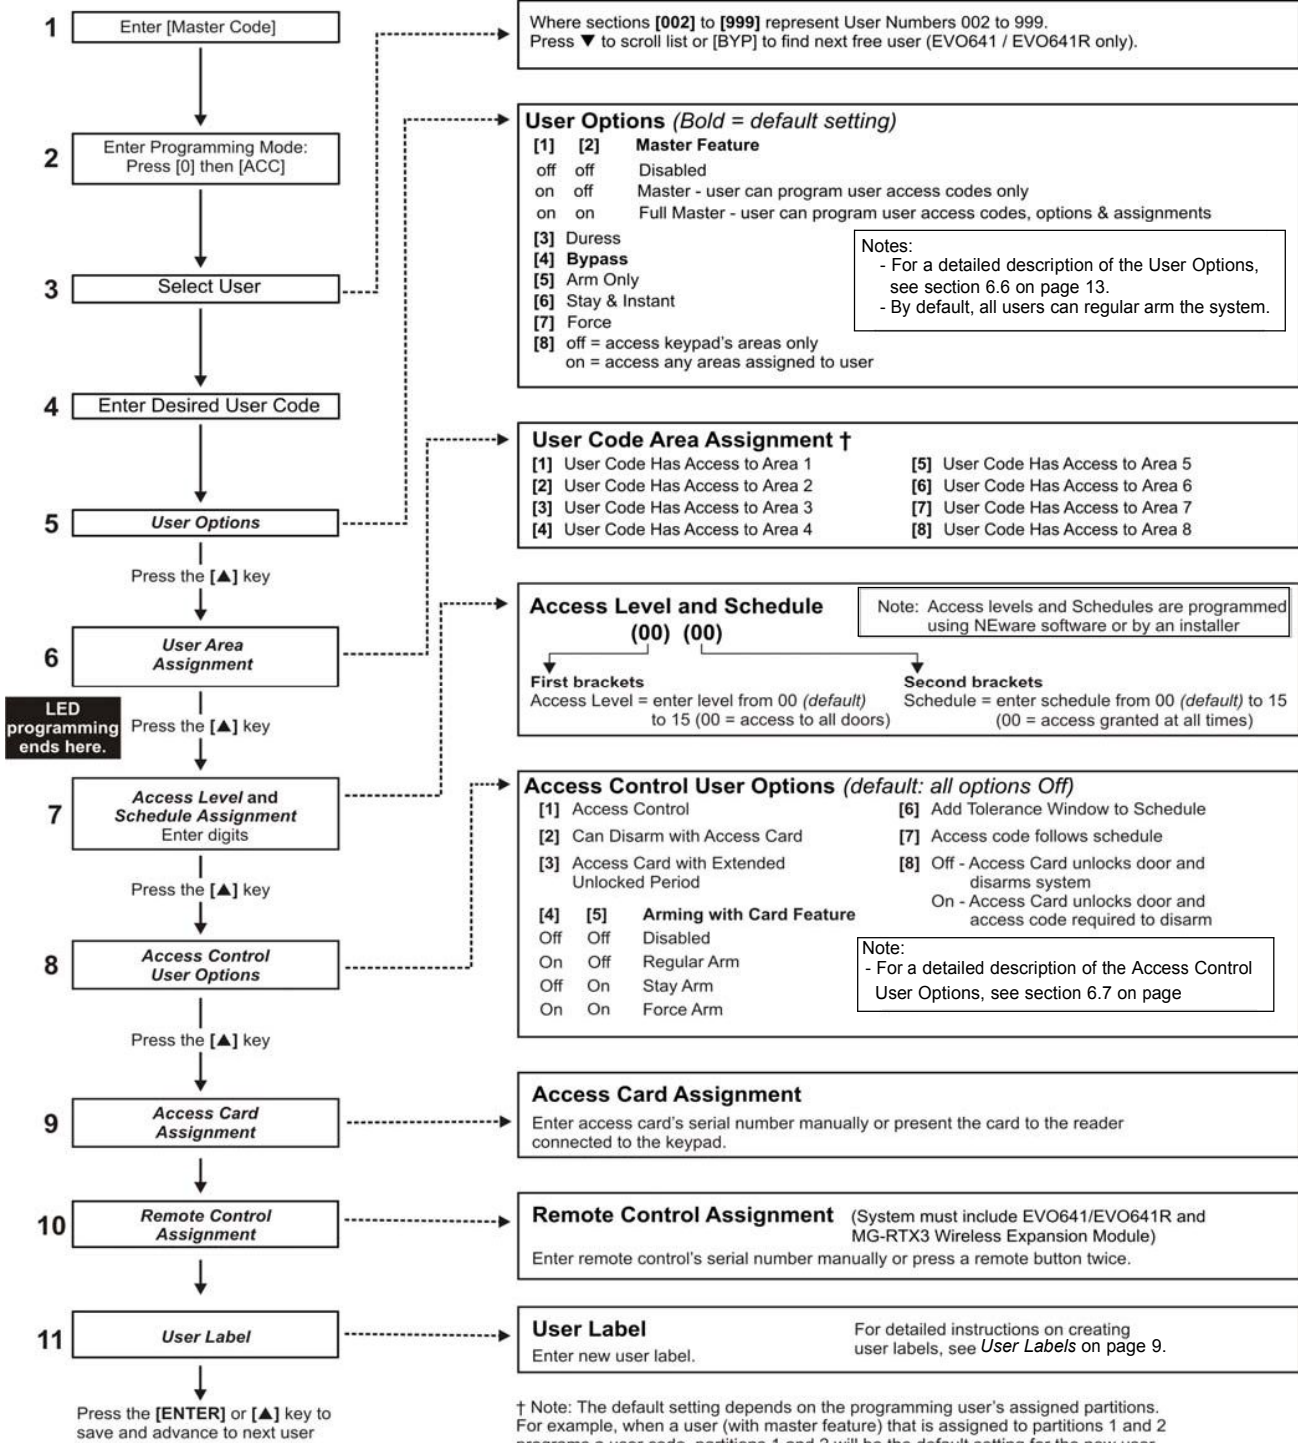 1
Enter [Master Code]
2
Enter Programming Mode:
Press [0] then [ACC]
3
Select User
4
Enter Desired User Code
5
User Options
Press the [▲] key
6
User Area
Assignment
LED
programming
ends here.
Press the [▲] key
7
Access Level and
Schedule Assignment
Enter digits
Press the [▲] key
8
Access Control
User Options
Press the [▲] key
9
Access Card
Assignment
10
Remote Control
Assignment
11
User Label
Press the [ENTER] or [▲] key to
save and advance to next user
Where sections [002] to [999] represent User Numbers 002 to 999.
Press ▼ to scroll list or [BYP] to find next free user (EVO641 / EVO641R only).
User Options (Bold = default setting)
[1] [2] Master Feature
off off Disabled
on off Master - user can program user access codes only
on on Full Master - user can program user access codes, options & assignments
[3] Duress
[4] Bypass
[5] Arm Only
[6] Stay & Instant
[7] Force
[8] off = access keypad's areas only
on = access any areas assigned to user
Notes:
- For a detailed description of the User Options,
see section 6.6 on page 13.
- By default, all users can regular arm the system.
User Code Area Assignment †
[1] User Code Has Access to Area 1
[2] User Code Has Access to Area 2
[3] User Code Has Access to Area 3
[4] User Code Has Access to Area 4
[5] User Code Has Access to Area 5
[6] User Code Has Access to Area 6
[7] User Code Has Access to Area 7
[8] User Code Has Access to Area 8
Access Level and Schedule
(00) (00)
Note: Access levels and Schedules are programmed
using NEware software or by an installer
First brackets
Access Level = enter level from 00 (default)
to 15 (00 = access to all doors)
Second brackets
Schedule = enter schedule from 00 (default) to 15
(00 = access granted at all times)
Access Control User Options (default: all options Off)
[1] Access Control
[2] Can Disarm with Access Card
[3] Access Card with Extended
Unlocked Period
[4] [5] Arming with Card Feature
Off Off Disabled
On Off Regular Arm
Off On Stay Arm
On On Force Arm
[6] Add Tolerance Window to Schedule
[7] Access code follows schedule
[8] Off - Access Card unlocks door and
disarms system
On - Access Card unlocks door and
access code required to disarm
Note:
- For a detailed description of the Access Control
User Options, see section 6.7 on page
Access Card Assignment
Enter access card's serial number manually or present the card to the reader
connected to the keypad.
Remote Control Assignment (System must include EVO641/EVO641R and
MG-RTX3 Wireless Expansion Module)
Enter remote control's serial number manually or press a remote button twice.
User Label
Enter new user label.
For detailed instructions on creating
user labels, see User Labels on page 9.
† Note: The default setting depends on the programming user's assigned partitions.
For example, when a user (with master feature) that is assigned to partitions 1 and 2
programs a user code, partitions 1 and 2 will be the default setting for the new user